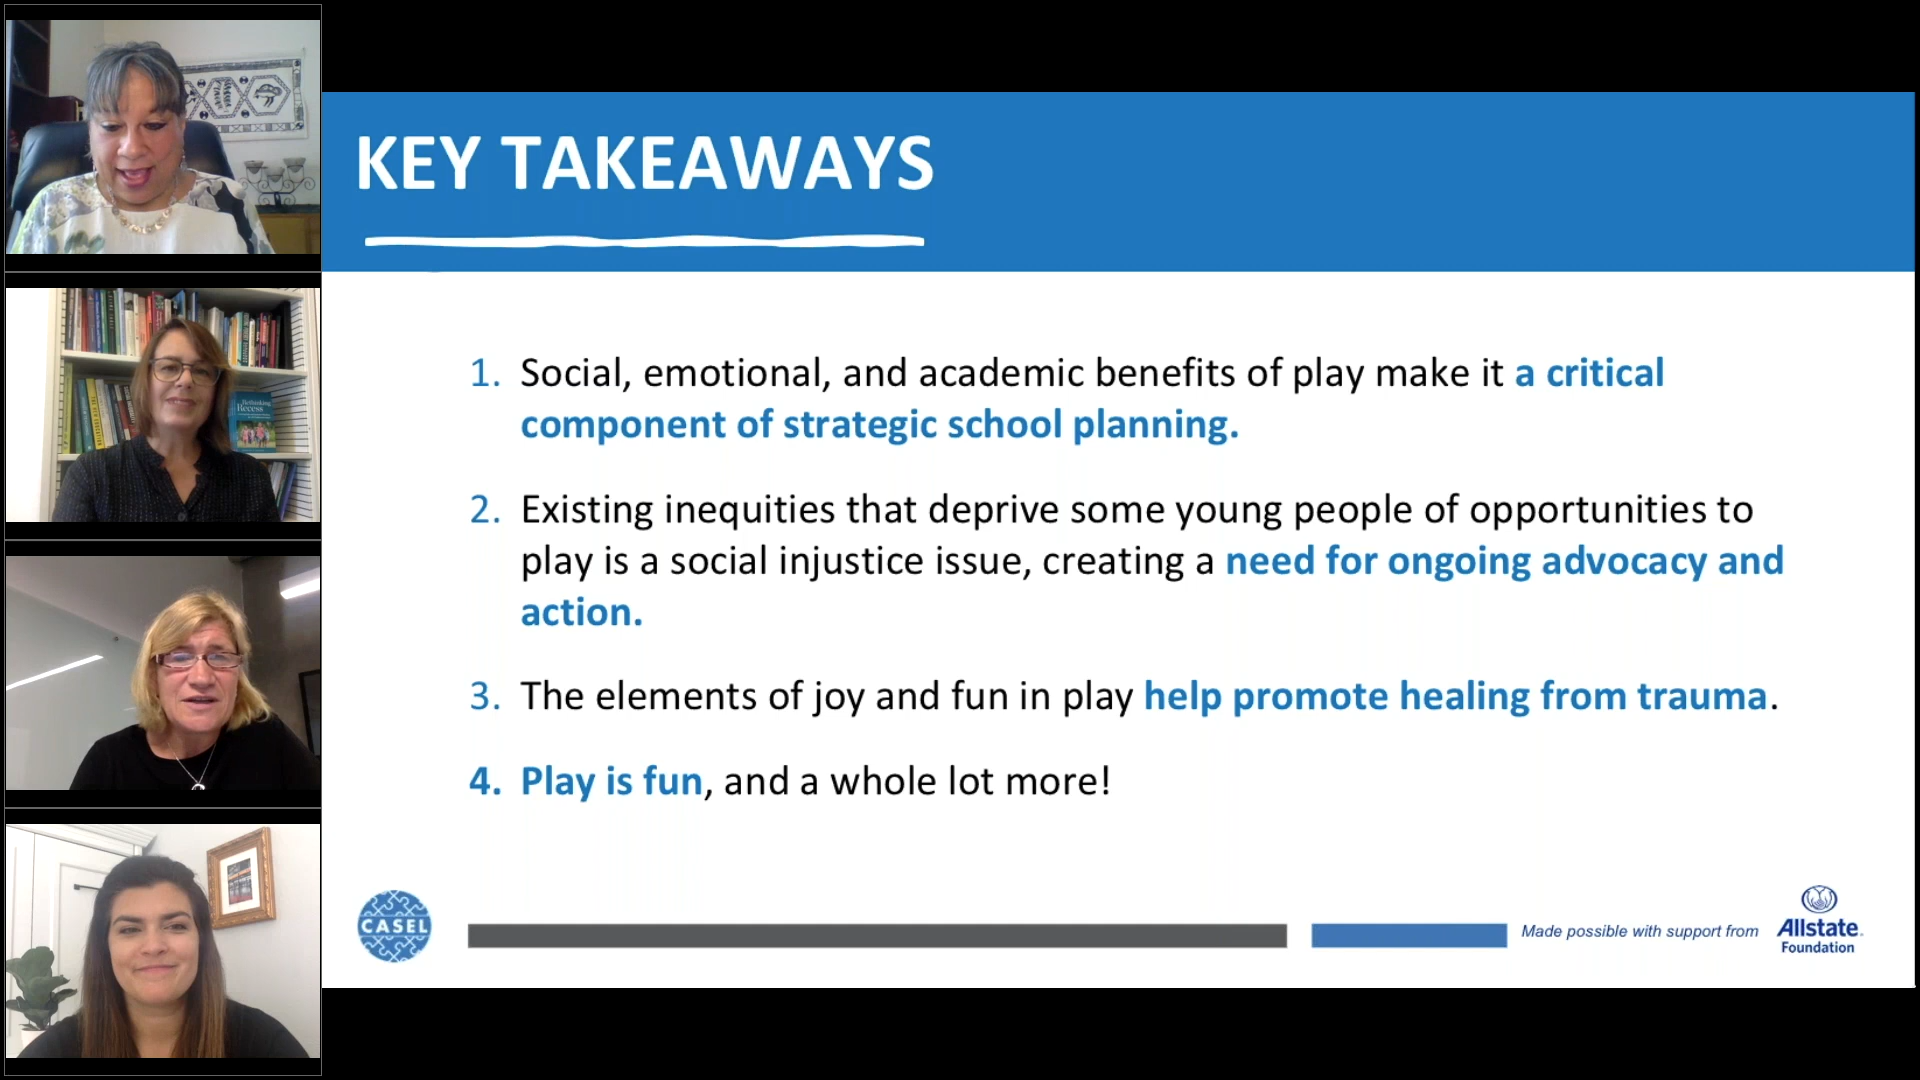 KEY TAKEAWAYS
1. Social, emotional, and academic benefits of play make it a critical
component of strategic school planning.
2. Existing inequities that deprive some young people of opportunities to
play is a social injustice issue, creating a need for ongoing advocacy and
action.
3. The elements of joy and fun in play help promote healing from trauma.
4. Play is fun, and a whole lot more!
CASEL
Made possible with support from
Allstate
Foundation
Rethinking
Recess